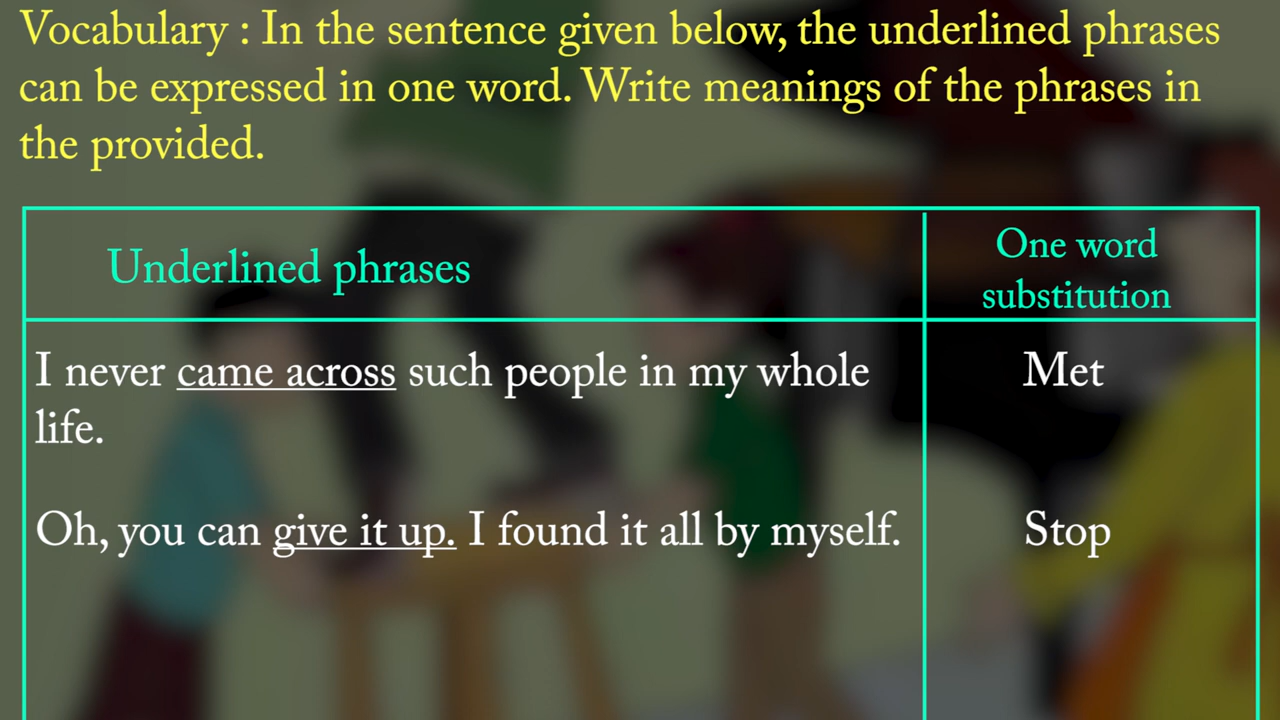 Vocabulary : In the sentence given below, the underlined phrases
can be expressed in one word. Write meanings of the phrases in
the provided.
Underlined phrases
One word
substitution
I never came across such people in my whole
life.
Met
Oh, you can give it up. I found it all by myself.
Stop